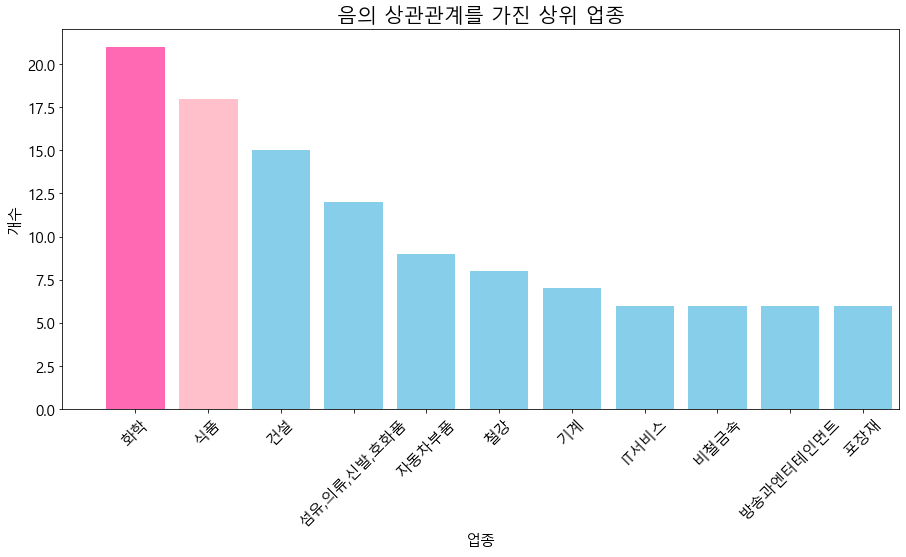 음의 상관관계를 가진 상위 업종
개수
20.0
17.5
15.0
12.5
10.0
7.5
5.0
2.5
0.0
화학
식품
건설
섬유,의류,신발,호화품
자동차부품
철강
기계
IT서비스
비철금속
방송과엔터테인먼트
포장재
업종